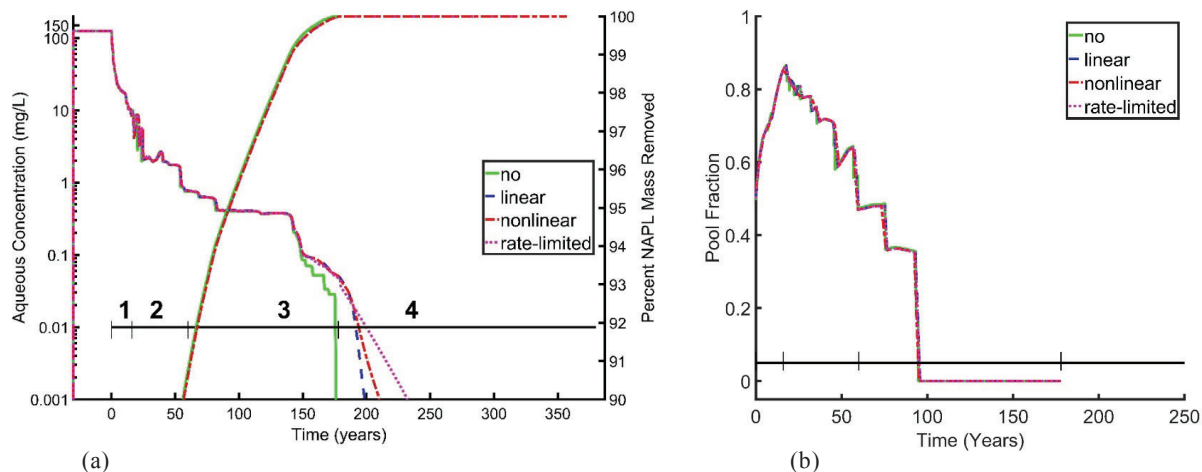 150
100
10
1
0.1
0.01
0.001
Aqueous Concentration (mg/L)
0 50 100 150 200 250 300 350
Time (years)
100
99
98
97
96
95
94
93
92
91
90
Percent NAPL Mass Removed
no
linear
nonlinear
rate-limited
1 2 3 4
(a)
1
0.8
0.6
0.4
0.2
0
Pool Fraction
0 50 100 150 200 250
Time (Years)
no
linear
nonlinear
rate-limited
(b)